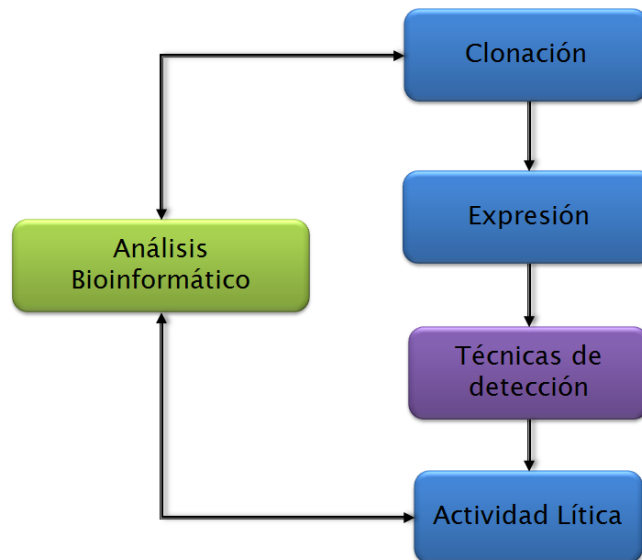 Clonación
Expresión
Análisis
Bioinformático
Técnicas de
detección
Actividad Lítica